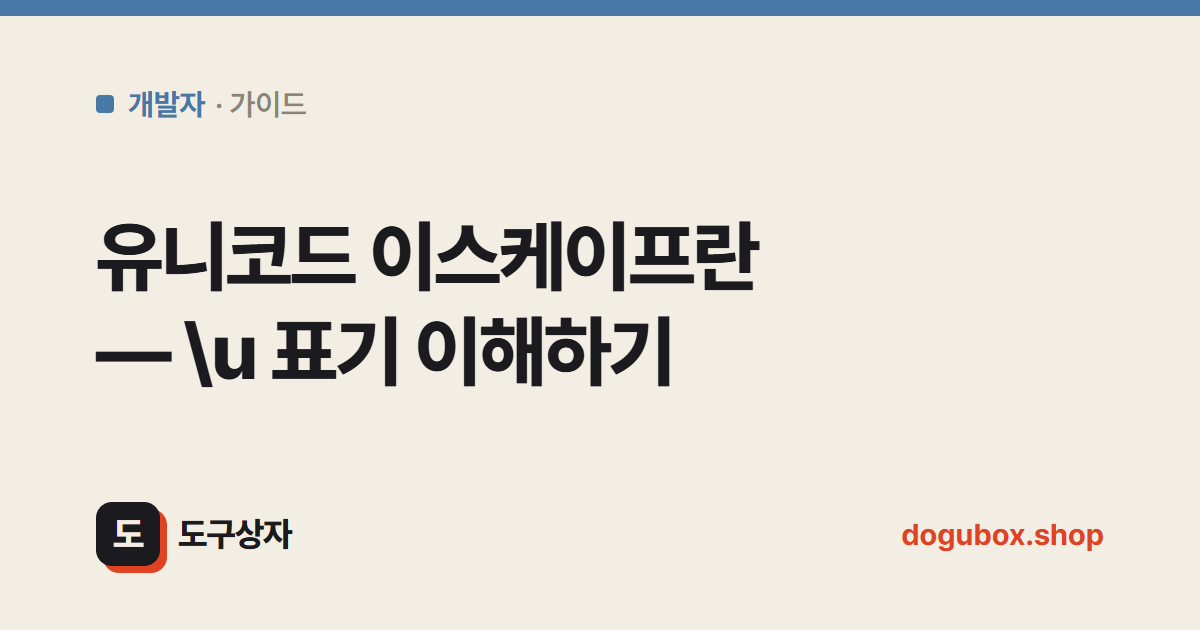 개발자 · 가이드
유니코드 이스케이프란
— \u 표기 이해하기
도 도구상자
dogubox.shop